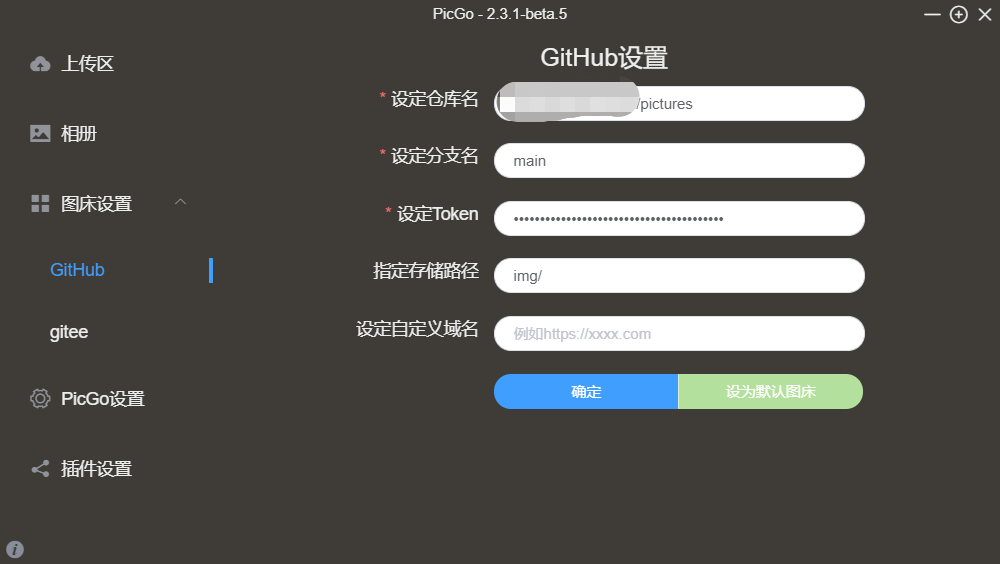 PicGo - 2.3.1-beta.5
上传区
相册
图床设置
GitHub
gitee
PicGo设置
插件设置
GitHub设置
* 设定仓库名
/pictures
* 设定分支名
main
* 设定Token
指定存储路径
img/
设定自定义域名
例如https://xxxx.com
确定
设为默认图床